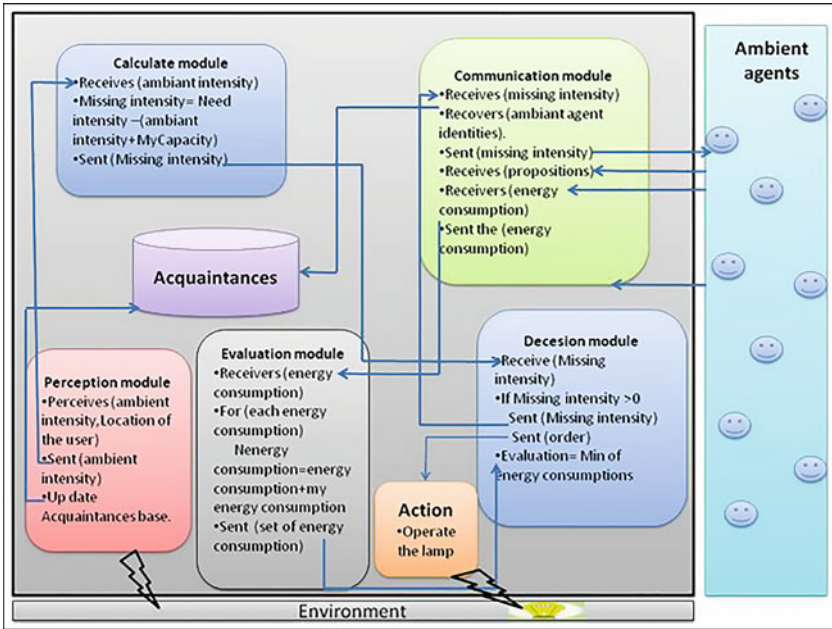 Calculate module
•Receives (ambiant intensity)
•Missing intensity= Need
intensity –(ambiant
intensity+MyCapacity)
•Sent (Missing intensity)
Communication module
•Receives (missing intensity)
•Recovers (ambiant agent
identities).
•Sent (missing intensity)
•Receives (propositions)
•Receivers (energy
consumption)
•Sent the (energy
consumption)
Ambient
agents
Acquaintances
Perception module
•Perceives (ambient
intensity,Location of
the user)
•Sent (ambient
intensity)
•Up date
Acquaintances base.
Evaluation module
•Receivers (energy
consumption)
•For (each energy
consumption)
Nenergy
consumption=energy
consumption+my
energy consumption
•Sent (set of energy
consumption)
Decesion module
•Receive (Missing
intensity)
•If Missing intensity >0
Sent (Missing intensity)
Sent (order)
•Evaluation= Min of
energy consumptions
Action
•Operate
the lamp
Environment